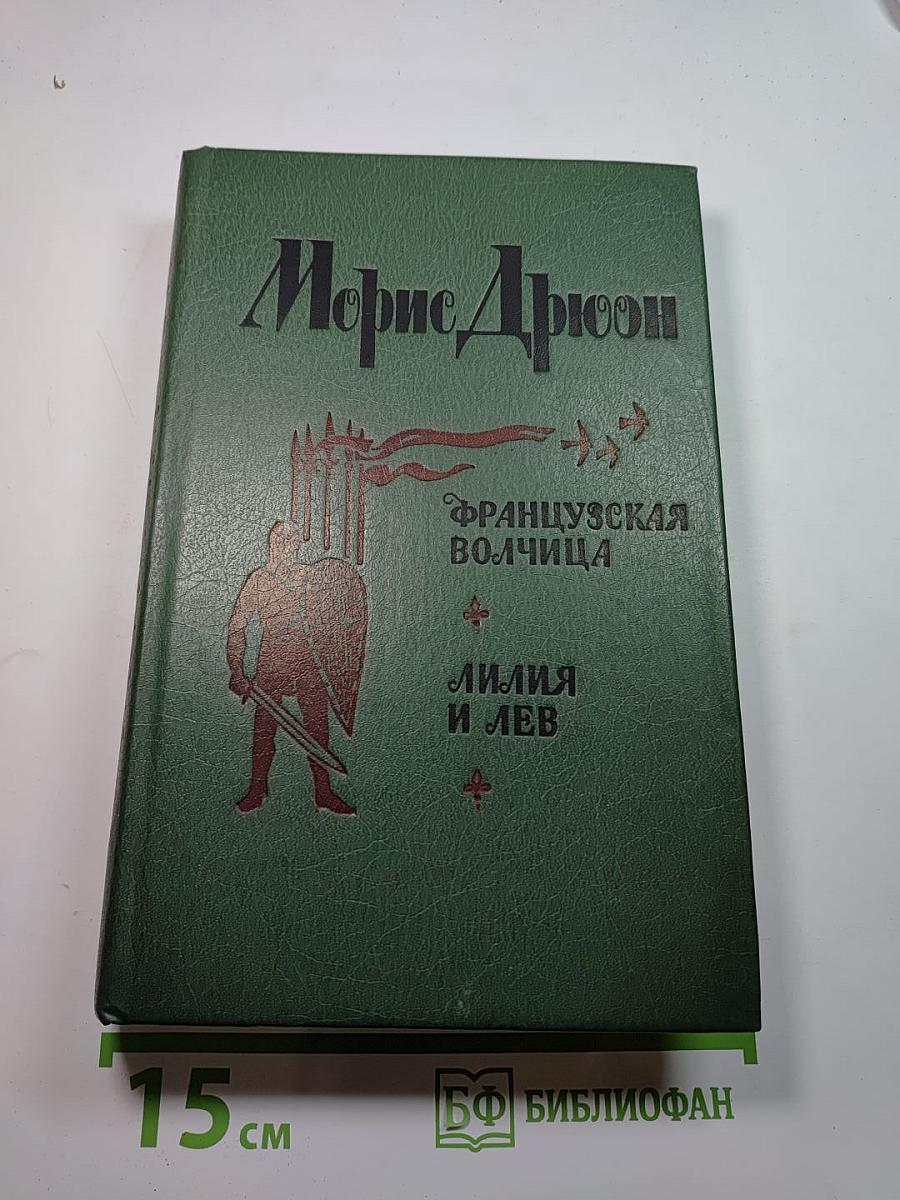 Морис Дрюон
ФРАНЦУЗСКАЯ
ВОЛЧИЦА
ЛИЛИЯ
И ЛЕВ
15 см
БФ БИБЛИОФАН